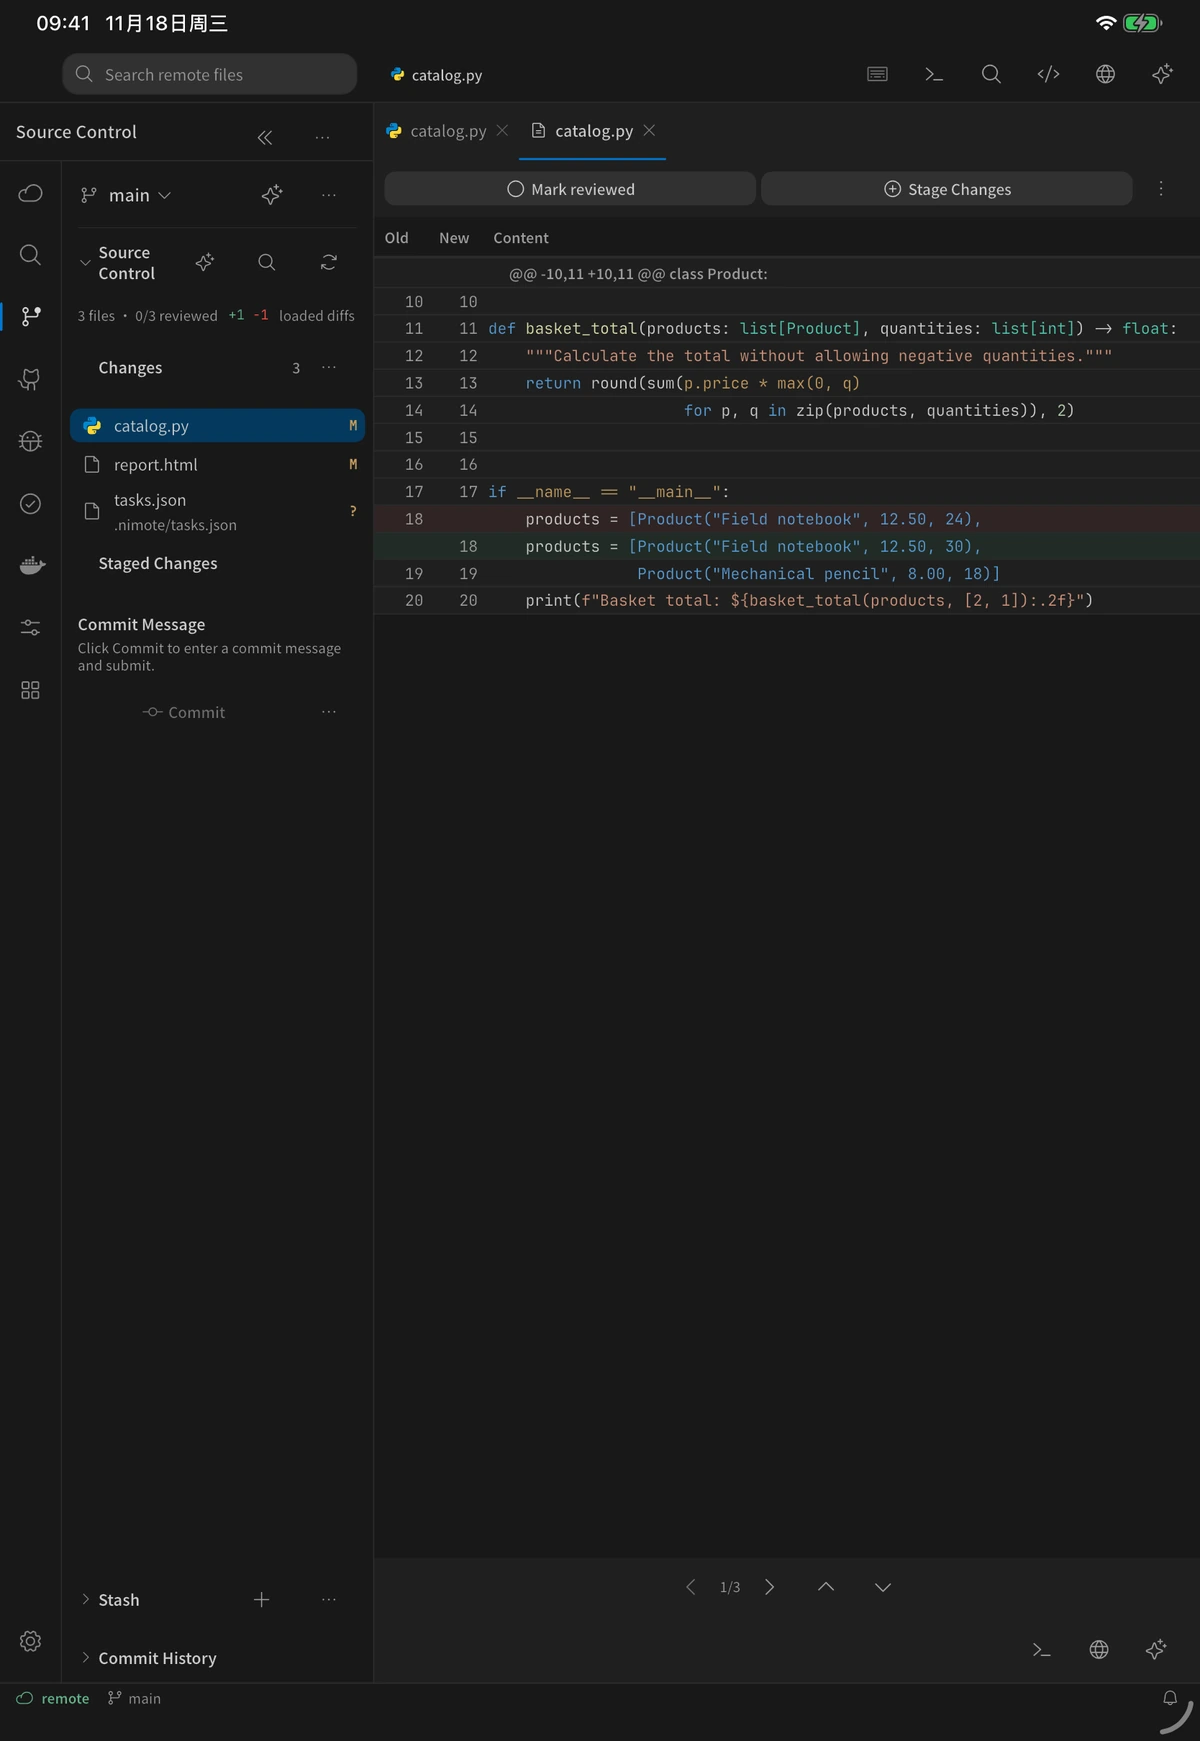 09:41 11月18日周三
Search remote files
catalog.py
Source Control
catalog.py
catalog.py
main
Mark reviewed
Stage Changes
Source
Control
3 files • 0/3 reviewed +1 -1 loaded diffs
Changes 3
catalog.py M
report.html M
tasks.json
.nimote/tasks.json ?
Staged Changes
Commit Message
Click Commit to enter a commit message
and submit.
Commit
Old New Content
@@ -10,11 +10,11 @@ class Product:
10 10
11 11 def basket_total(products: list[Product], quantities: list[int]) -> float:
12 12 """Calculate the total without allowing negative quantities."""
13 13 return round(sum(p.price * max(0, q)
14 14 for p, q in zip(products, quantities)), 2)
15 15
16 16
17 17 if __name__ == "__main__":
18 products = [Product("Field notebook", 12.50, 24),
18 products = [Product("Field notebook", 12.50, 30),
19 19 Product("Mechanical pencil", 8.00, 18)]
20 20 print(f"Basket total: ${basket_total(products, [2, 1]):.2f}")
1/3
Stash
Commit History
remote main